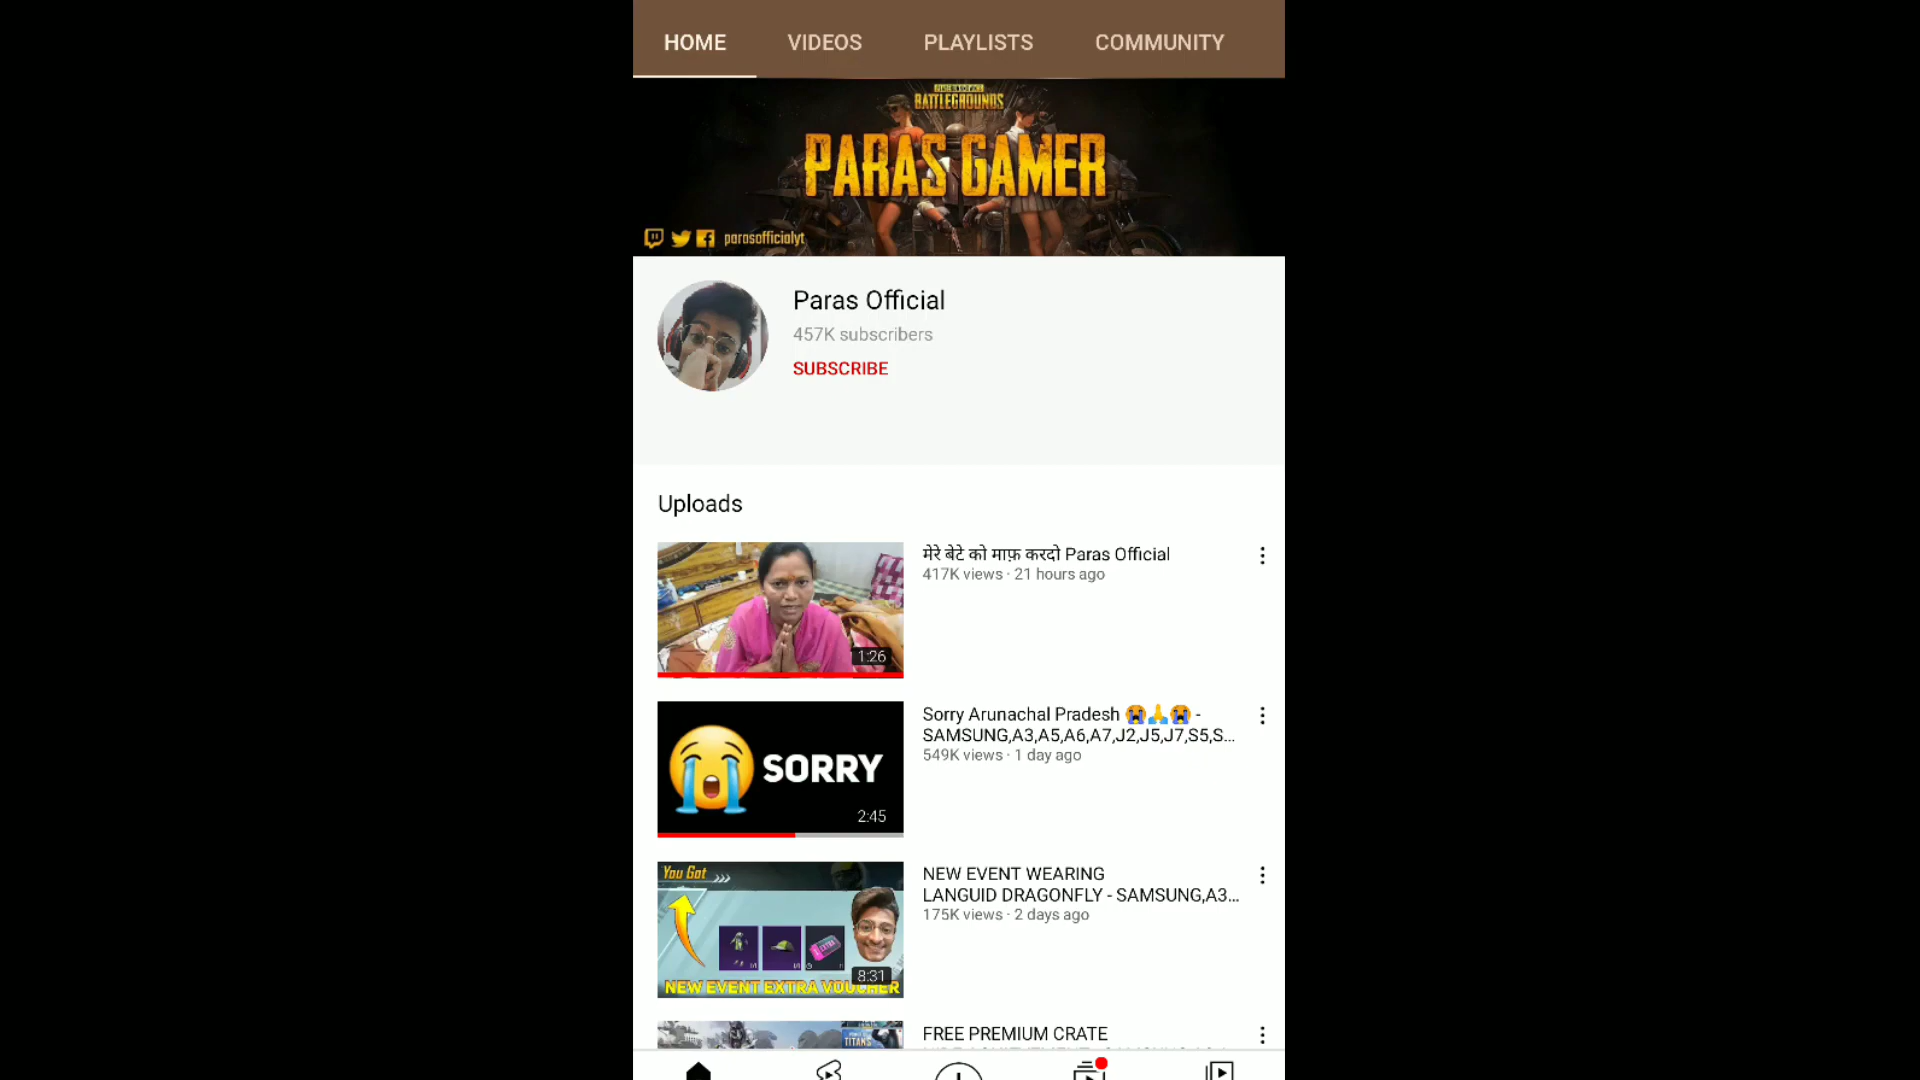 HOME VIDEOS PLAYLISTS COMMUNITY
BATTLEGROUNDS
PARAS GAMER
parasofficialyt
Paras Official
457K subscribers
SUBSCRIBE
Uploads
मेरे बेटे को माफ़ करदो Paras Official
417K views · 21 hours ago
1:26
Sorry Arunachal Pradesh 😭🙏😭 -
SAMSUNG,A3,A5,A6,A7,J2,J5,J7,S5,S...
549K views · 1 day ago
SORRY
2:45
NEW EVENT WEARING
LANGUID DRAGONFLY - SAMSUNG,A3...
175K views · 2 days ago
You Got
8:31
NEW EVENT EXTRA VOUCHER
FREE PREMIUM CRATE
TITANS